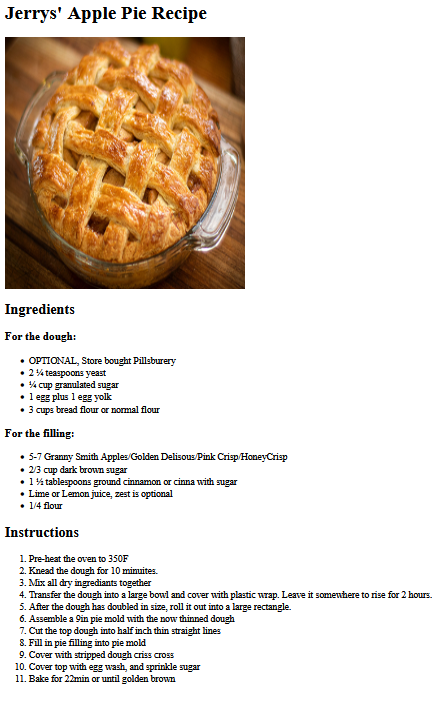 Jerrys' Apple Pie Recipe
Ingredients
For the dough:
• OPTIONAL, Store bought Pillsburery
• 2 ¼ teaspoons yeast
• ¼ cup granulated sugar
• 1 egg plus 1 egg yolk
• 3 cups bread flour or normal flour
For the filling:
• 5-7 Granny Smith Apples/Golden Delisous/Pink Crisp/HoneyCrisp
• 2/3 cup dark brown sugar
• 1 ½ tablespoons ground cinnamon or cinna with sugar
• Lime or Lemon juice, zest is optional
• 1/4 flour
Instructions
1. Pre-heat the oven to 350F
2. Knead the dough for 10 minuites.
3. Mix all dry ingrediants together
4. Transfer the dough into a large bowl and cover with plastic wrap. Leave it somewhere to rise for 2 hours.
5. After the dough has doubled in size, roll it out into a large rectangle.
6. Assemble a 9in pie mold with the now thinned dough
7. Cut the top dough into half inch thin straight lines
8. Fill in pie filling into pie mold
9. Cover with stripped dough criss cross
10. Cover top with egg wash, and sprinkle sugar
11. Bake for 22min or until golden brown